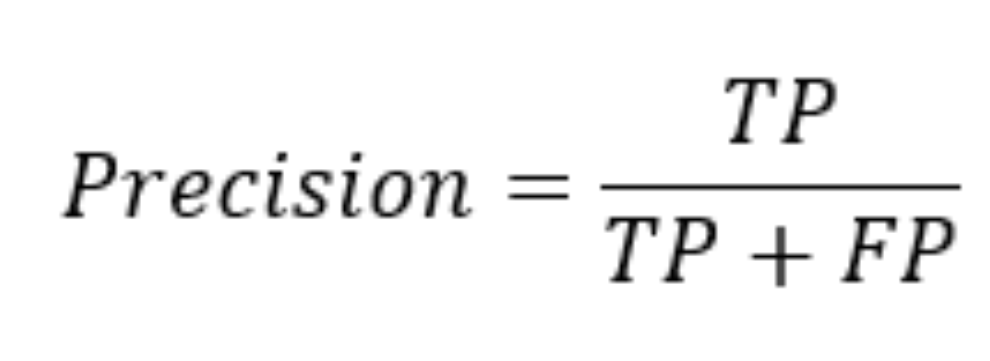 Precision = TP / TP + FP